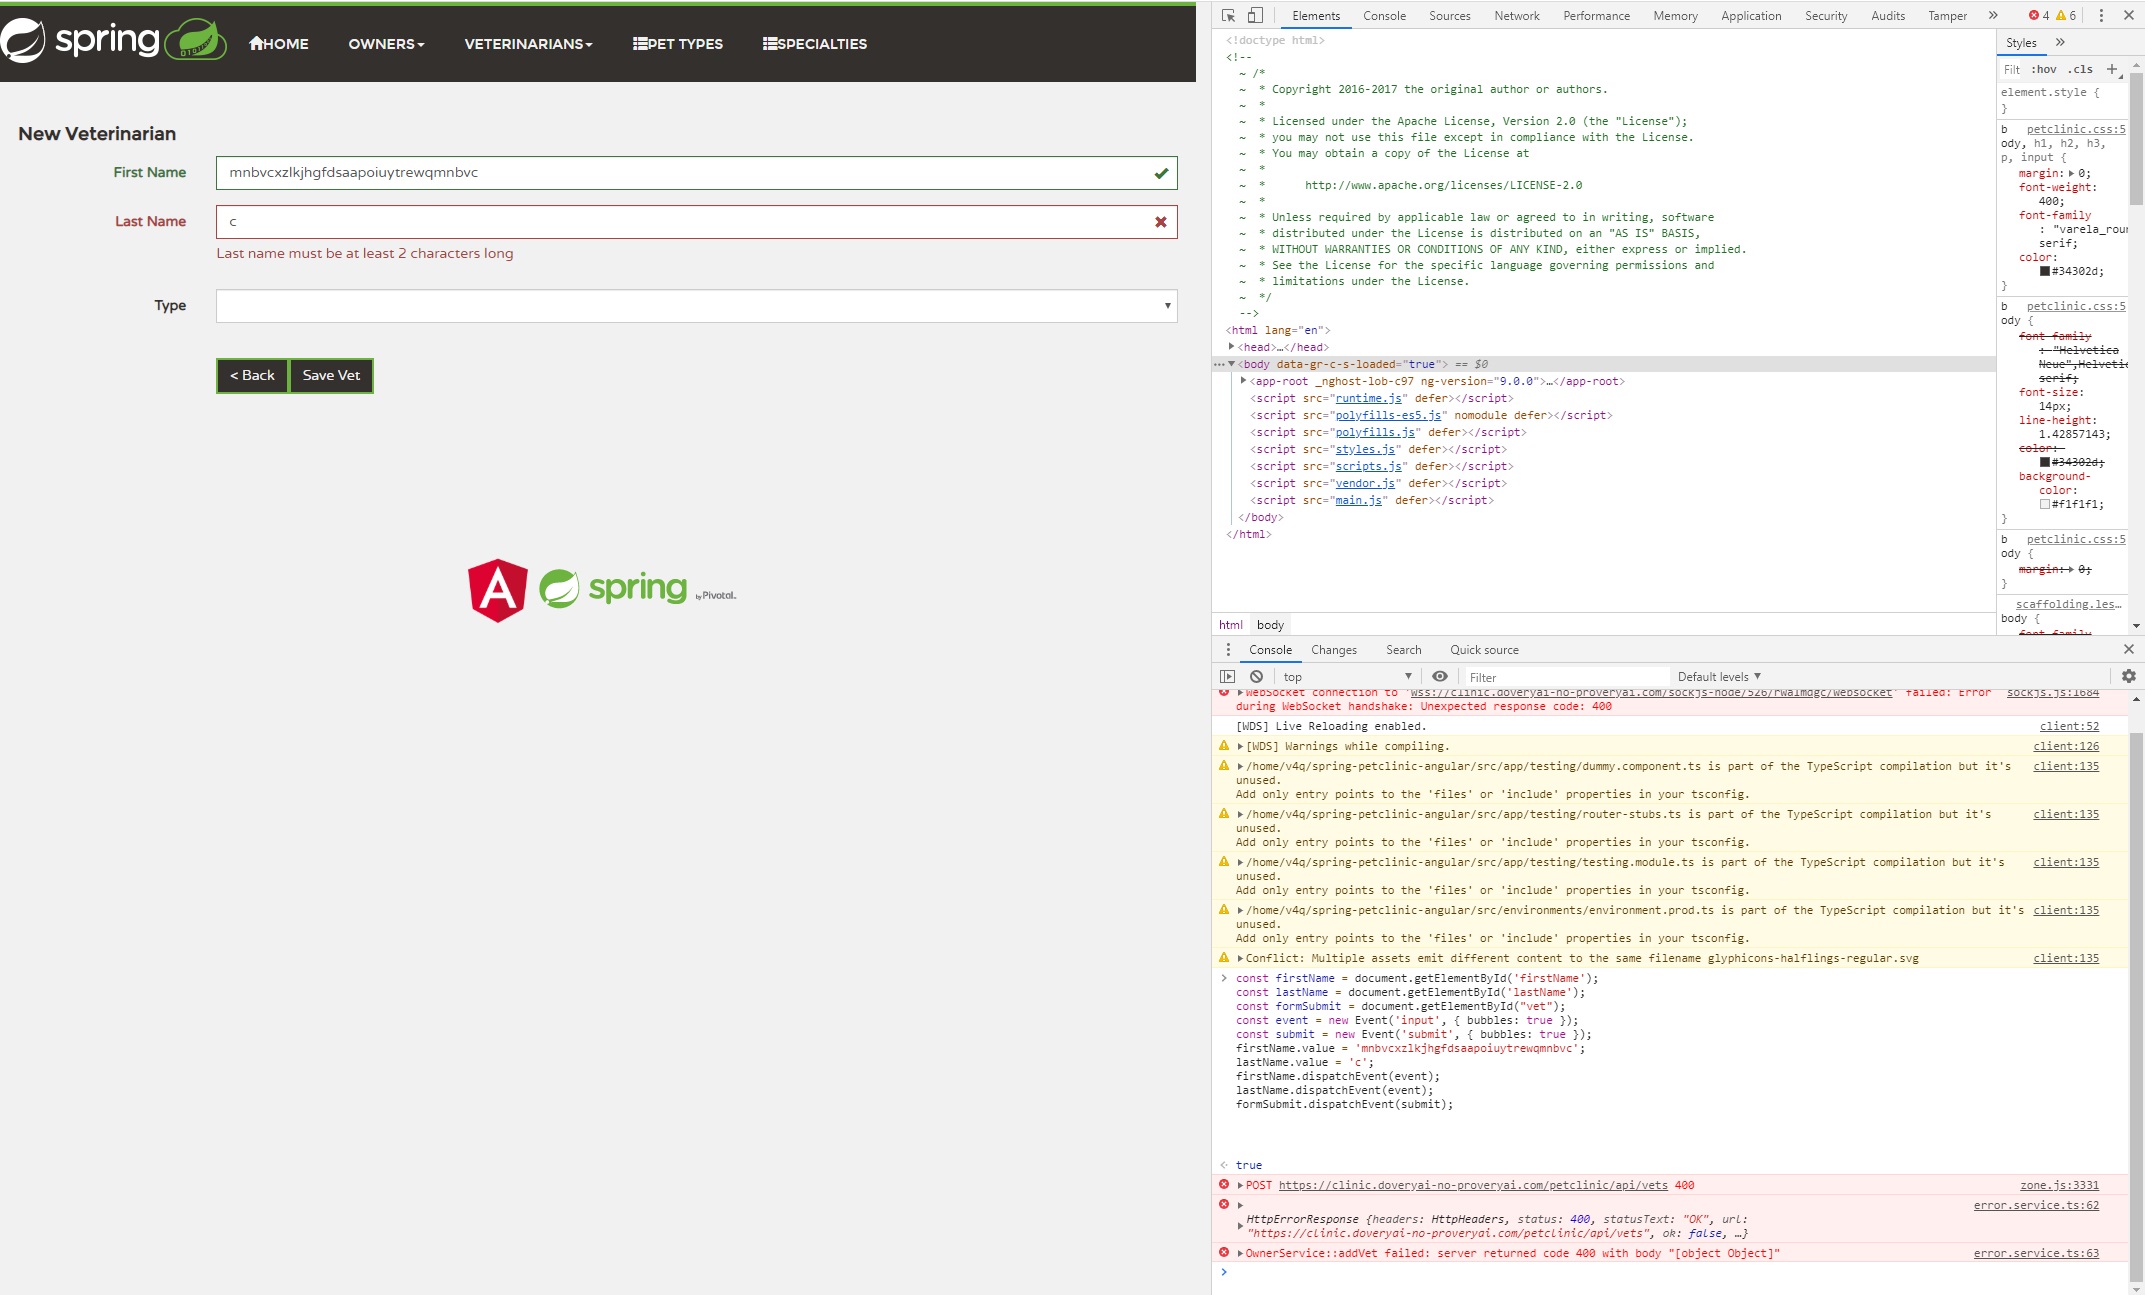 spring
HOME
OWNERS
VETERINARIANS
PET TYPES
SPECIALTIES
New Veterinarian
First Name
mnbvcxzlkjhgfdsaapoiuytrewqmnbvc
Last Name
c
Last name must be at least 2 characters long
Type
< Back
Save Vet
spring
by Pivotal.
Elements Console Sources Network Performance Memory Application Security Audits Tamper » 4 6
<!doctype html>
<!--
~ /*
~ * Copyright 2016-2017 the original author or authors.
~ *
~ * Licensed under the Apache License, Version 2.0 (the "License");
~ * you may not use this file except in compliance with the License.
~ * You may obtain a copy of the License at
~ *
~ * http://www.apache.org/licenses/LICENSE-2.0
~ *
~ * Unless required by applicable law or agreed to in writing, software
~ * distributed under the License is distributed on an "AS IS" BASIS,
~ * WITHOUT WARRANTIES OR CONDITIONS OF ANY KIND, either express or implied.
~ * See the License for the specific language governing permissions and
~ * limitations under the License.
~ */
-->
<html lang="en">
<head>…</head>
<body data-gr-c-s-loaded="true"> == $0
<app-root _nghost-lob-c97 ng-version="9.0.0">…</app-root>
<script src="runtime.js" defer></script>
<script src="polyfills-es5.js" nomodule defer></script>
<script src="polyfills.js" defer></script>
<script src="styles.js" defer></script>
<script src="scripts.js" defer></script>
<script src="vendor.js" defer></script>
<script src="main.js" defer></script>
</body>
</html>
html body
Styles »
Filt :hov .cls +
element.style {
}
b petclinic.css:5
ody, h1, h2, h3,
p, input {
margin: 0;
font-weight:
400;
font-family
: "varela_roun
serif;
color:
#34302d;
}
b petclinic.css:5
ody {
font-family
: "Helvetica
Neue",Helvetic
serif;
font-size:
14px;
line-height:
1.42857143;
color:
#34302d;
background-
color:
#f1f1f1;
}
b petclinic.css:5
ody {
margin: 0;
}
scaffolding.les…
body {
font-family
Console Changes Search Quick source
top Filter Default levels
WebSocket connection to 'wss://clinic.doveryai-no-proveryai.com/sockjs-node/526/rwalmdgc/websocket' failed: Error sockjs.js:1684
during WebSocket handshake: Unexpected response code: 400
[WDS] Live Reloading enabled. client:52
[WDS] Warnings while compiling. client:126
/home/v4q/spring-petclinic-angular/src/app/testing/dummy.component.ts is part of the TypeScript compilation but it's client:135
unused.
Add only entry points to the 'files' or 'include' properties in your tsconfig.
/home/v4q/spring-petclinic-angular/src/app/testing/router-stubs.ts is part of the TypeScript compilation but it's client:135
unused.
Add only entry points to the 'files' or 'include' properties in your tsconfig.
/home/v4q/spring-petclinic-angular/src/app/testing/testing.module.ts is part of the TypeScript compilation but it's client:135
unused.
Add only entry points to the 'files' or 'include' properties in your tsconfig.
/home/v4q/spring-petclinic-angular/src/environments/environment.prod.ts is part of the TypeScript compilation but it's client:135
unused.
Add only entry points to the 'files' or 'include' properties in your tsconfig.
Conflict: Multiple assets emit different content to the same filename glyphicons-halflings-regular.svg client:135
> const firstName = document.getElementById('firstName');
const lastName = document.getElementById('lastName');
const formSubmit = document.getElementById("vet");
const event = new Event('input', { bubbles: true });
const submit = new Event('submit', { bubbles: true });
firstName.value = 'mnbvcxzlkjhgfdsaapoiuytrewqmnbvc';
lastName.value = 'c';
firstName.dispatchEvent(event);
lastName.dispatchEvent(event);
formSubmit.dispatchEvent(submit);
true
POST https://clinic.doveryai-no-proveryai.com/petclinic/api/vets 400 zone.js:3331
error.service.ts:62
HttpErrorResponse {headers: HttpHeaders, status: 400, statusText: "OK", url:
"https://clinic.doveryai-no-proveryai.com/petclinic/api/vets", ok: false, …}
OwnerService::addVet failed: server returned code 400 with body "[object Object]" error.service.ts:63
>